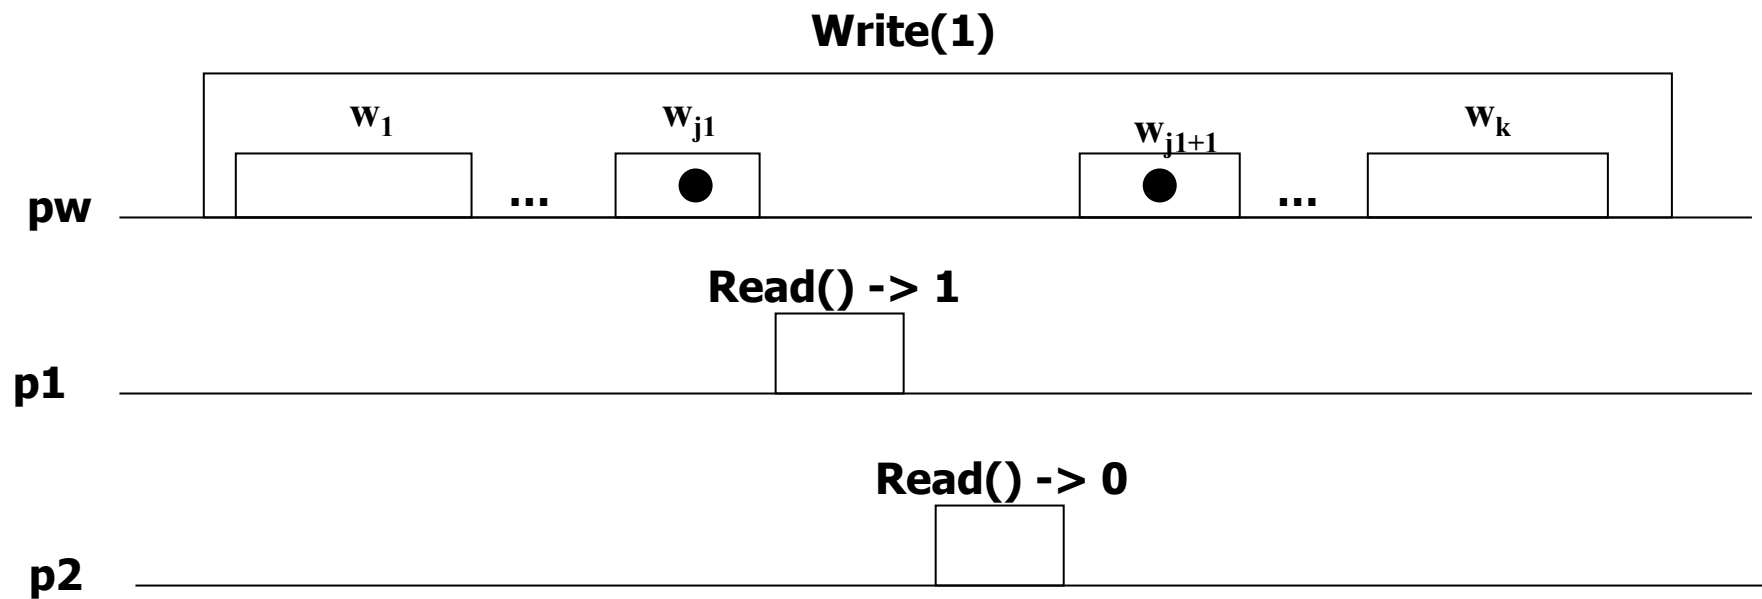 Write(1)
w1 wj1 wj1+1 wk
pw ... ...
Read() -> 1
p1
Read() -> 0
p2